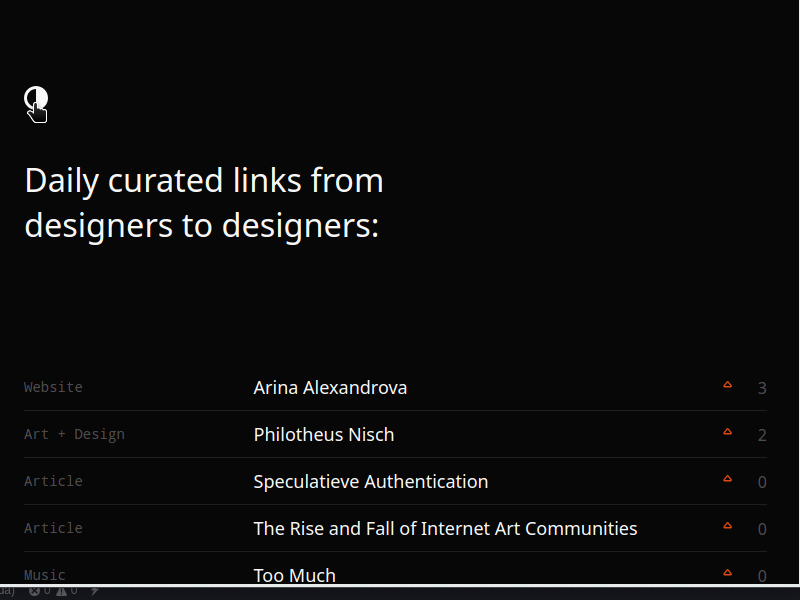 Daily curated links from
designers to designers:
Website Arina Alexandrova 3
Art + Design Philotheus Nisch 2
Article Speculatieve Authentication 0
Article The Rise and Fall of Internet Art Communities 0
Music Too Much 0
0 0